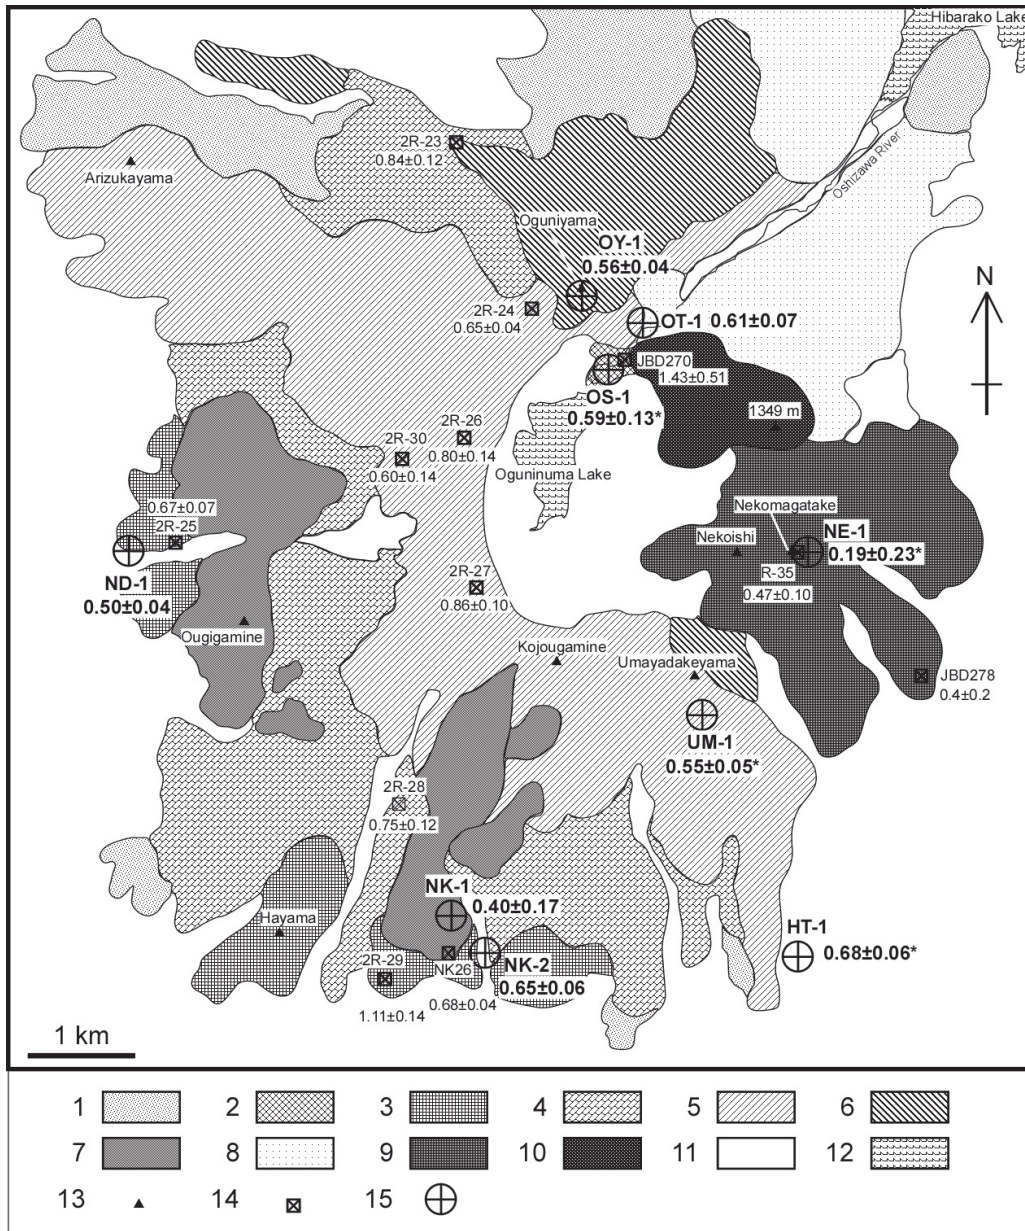 Hibarako Lake
2R-23
0.84±0.12
Arizukayama
Oshizawa River
Oguniyama
OY-1
0.56±0.04
N
2R-24
0.65±0.04
OT-1 0.61±0.07
JBD270
1.43±0.51
OS-1
0.59±0.13*
1349 m
2R-26
0.80±0.14
2R-30
0.60±0.14
Oguninuma Lake
0.67±0.07
2R-25
Nekomagatake
Nekoishi
NE-1
0.19±0.23*
R-35
0.47±0.10
ND-1
0.50±0.04
2R-27
0.86±0.10
Ougigamine
Kojougamine
Umayadakeyama
JBD278
0.4±0.2
UM-1
0.55±0.05*
2R-28
0.75±0.12
NK-1
0.40±0.17
Hayama
HT-1
0.68±0.06*
2R-29
1.11±0.14
NK26
0.68±0.04
NK-2
0.65±0.06
1 km
1 2 3 4 5 6
7 8 9 10 11 12
13 14 15